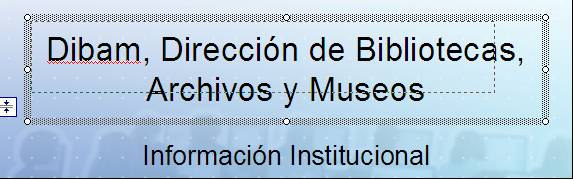 Dibam, Dirección de Bibliotecas,
Archivos y Museos
Información Institucional